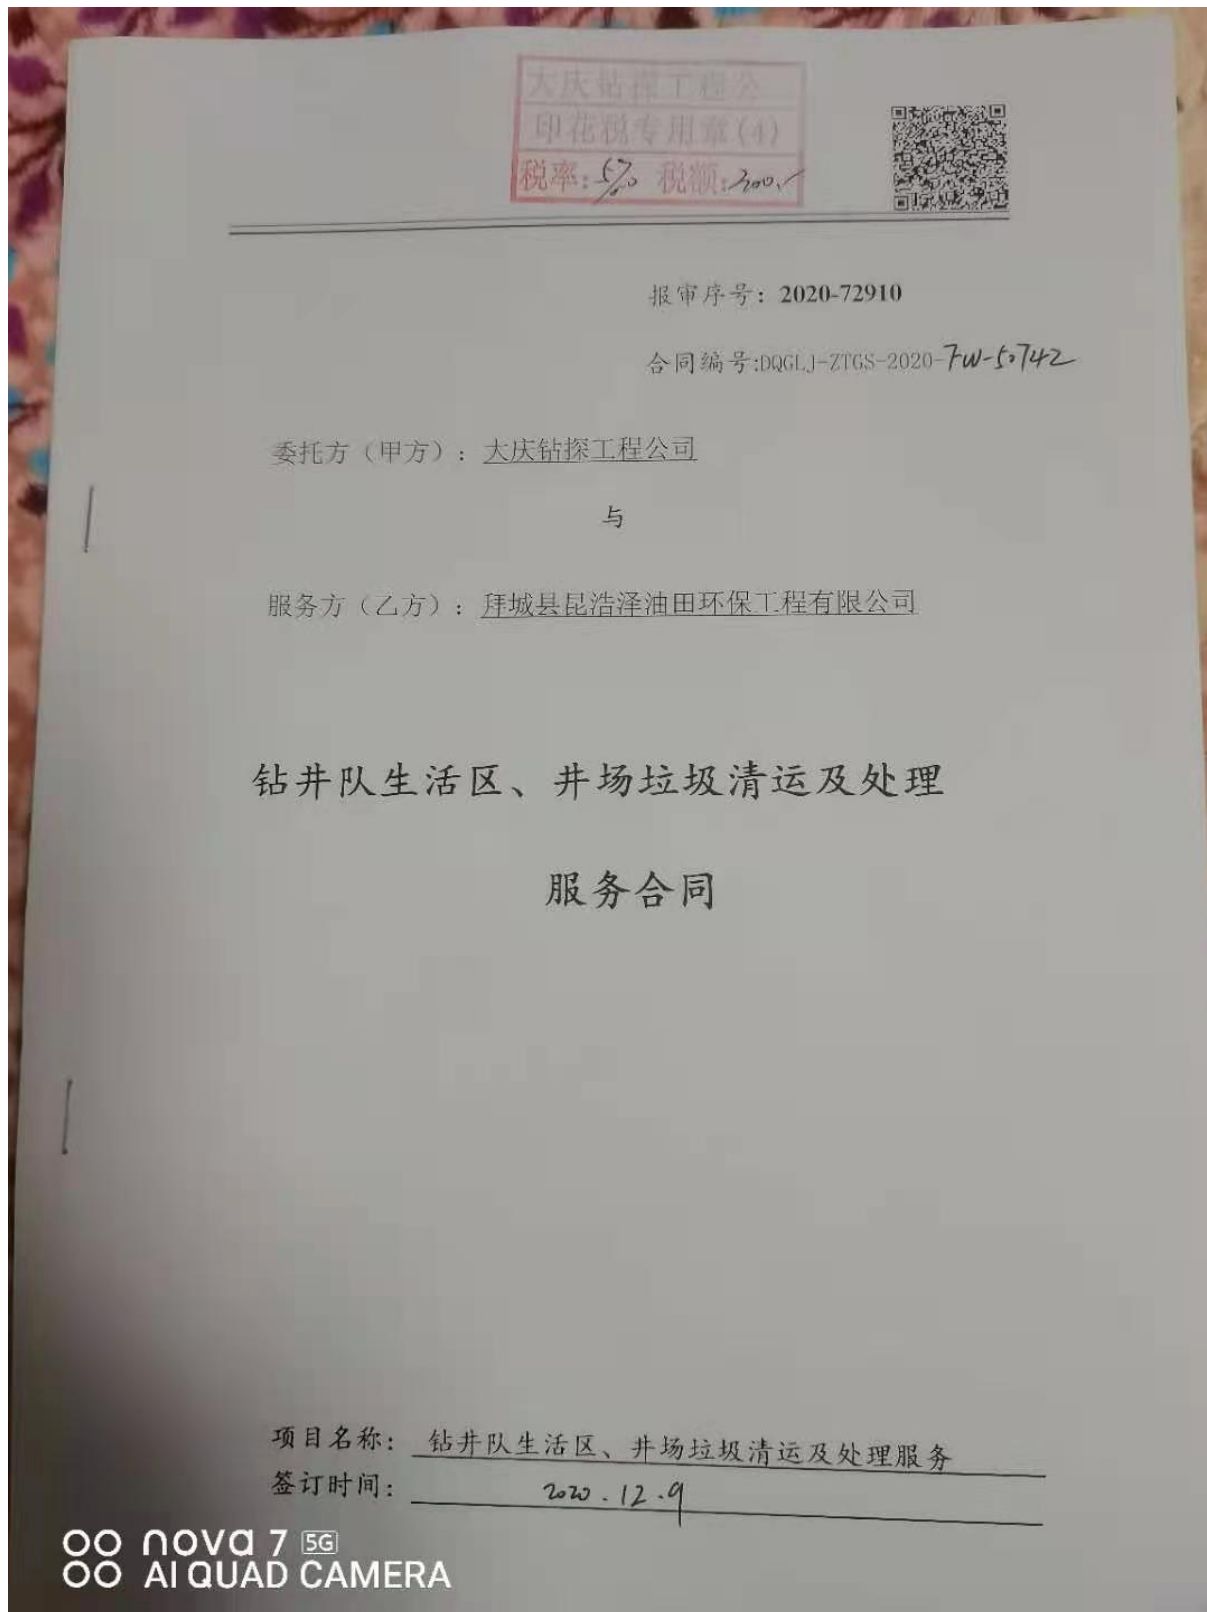 大庆钻探工程公
印花税专用章(4)
税率:5‱ 税额:300.
报审序号：2020-72910
合同编号:DQGLJ-ZTGS-2020-FW-50742
委托方（甲方）：大庆钻探工程公司
与
服务方（乙方）：拜城县昆浩泽油田环保工程有限公司
钻井队生活区、井场垃圾清运及处理
服务合同
项目名称：钻井队生活区、井场垃圾清运及处理服务
签订时间：2020.12.9
nova 7 5G
AI QUAD CAMERA